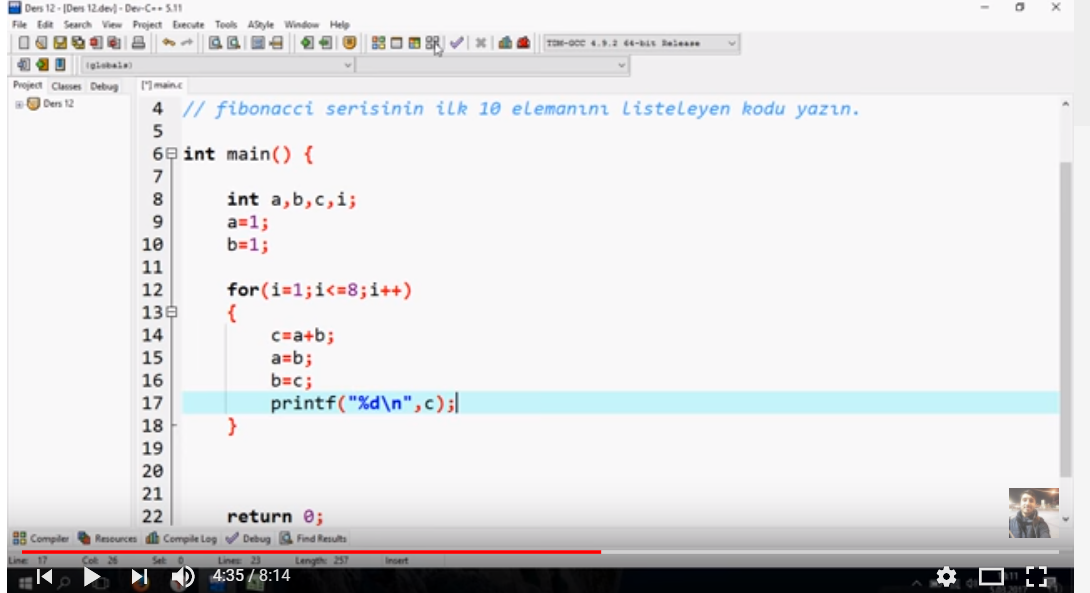 Ders 12 - [Ders 12.dev] - Dev-C++ 5.11
File Edit Search View Project Execute Tools AStyle Window Help
TDM-GCC 4.9.2 64-bit Release
(globals)
Project Classes Debug [*] main.c
Ders 12
4 // fibonacci serisinin ilk 10 elemanını listeleyen kodu yazın.
5
6 int main() {
7
8 int a,b,c,i;
9 a=1;
10 b=1;
11
12 for(i=1;i<=8;i++)
13 {
14 c=a+b;
15 a=b;
16 b=c;
17 printf("%d\n",c);
18 }
19
20
21
22 return 0;
Compiler Resources Compile Log Debug Find Results
Line: 17 Col: 26 Sel: 0 Lines: 23 Length: 257 Insert
4:35 / 8:14